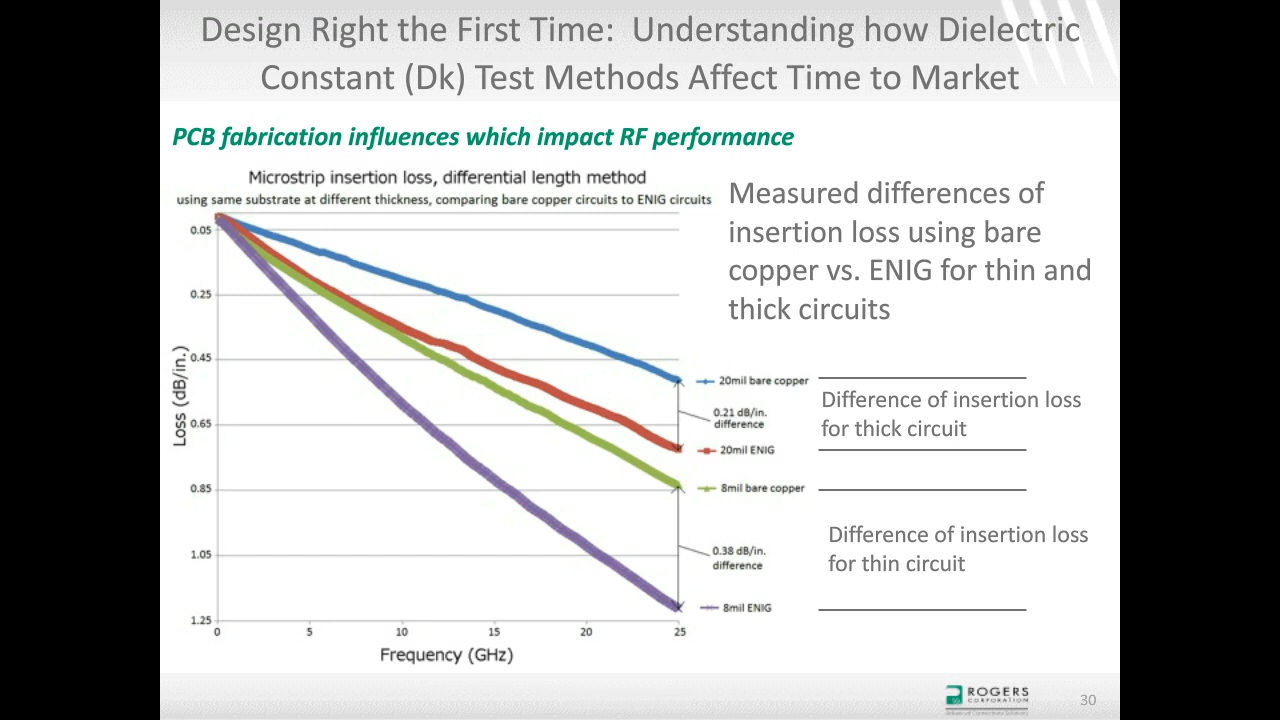 Design Right the First Time:  Understanding how Dielectric
Constant (Dk) Test Methods Affect Time to Market
PCB fabrication influences which impact RF performance
Microstrip insertion loss, differential length method
using same substrate at different thickness, comparing bare copper circuits to ENIG circuits
Measured differences of
insertion loss using bare
copper vs. ENIG for thin and
thick circuits
Loss (dB/in.)
0.05
0.25
0.45
0.65
0.85
1.05
1.25
0
5
10
15
20
25
Frequency (GHz)
20mil bare copper
0.21 dB/in.
difference
20mil ENIG
8mil bare copper
0.38 dB/in.
difference
8mil ENIG
Difference of insertion loss
for thick circuit
Difference of insertion loss
for thin circuit
ROGERS
CORPORATION
Advanced Connectivity Solutions
30